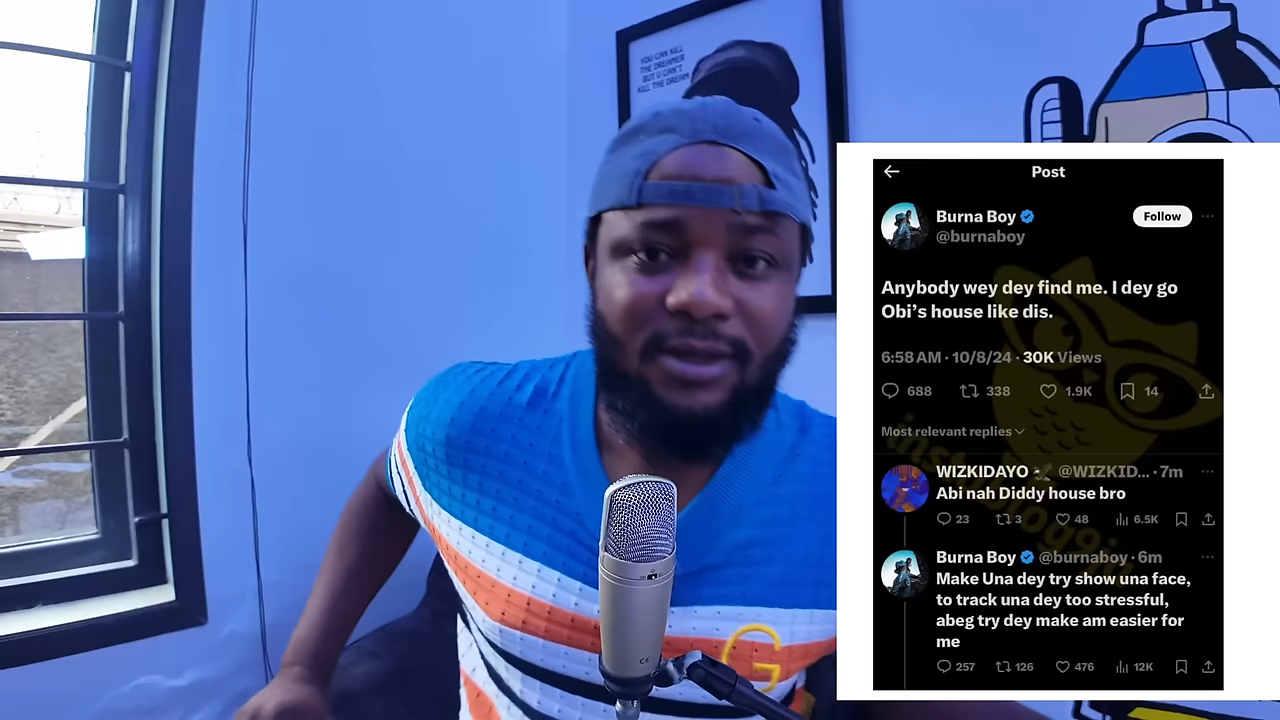 YOU CAN KILL
THE DREAMER
BUT U CAN'T
KILL THE DREAM
Post
Burna Boy
Follow
@burnaboy
Anybody wey dey find me. I dey go
Obi's house like dis.
6:58 AM · 10/8/24 · 30K Views
688 338 1.9K 14
Most relevant replies
WIZKIDAYO @WIZKID... · 7m
Abi nah Diddy house bro
23 3 48 6.5K
Burna Boy @burnaboy · 6m
Make Una dey try show una face,
to track una dey too stressful,
abeg try dey make am easier for
me
257 126 476 12K
G
CE